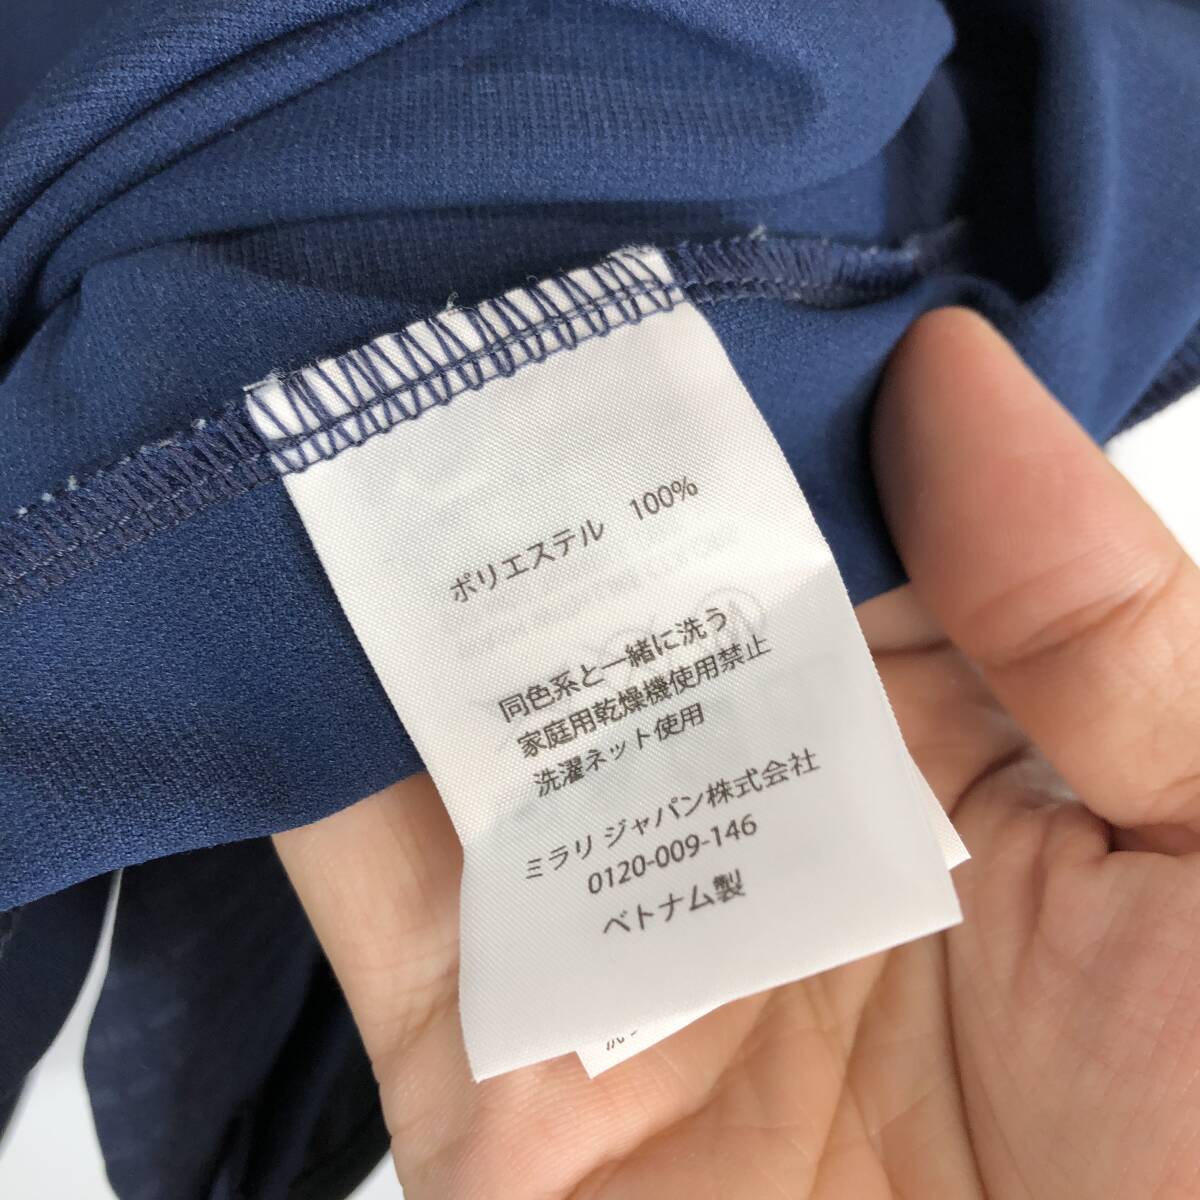 ポリエステル 100%
同色系と一緒に洗う
家庭用乾燥機使用禁止
洗濯ネット使用
ミラリ ジャパン株式会社
0120-009-146
ベトナム製